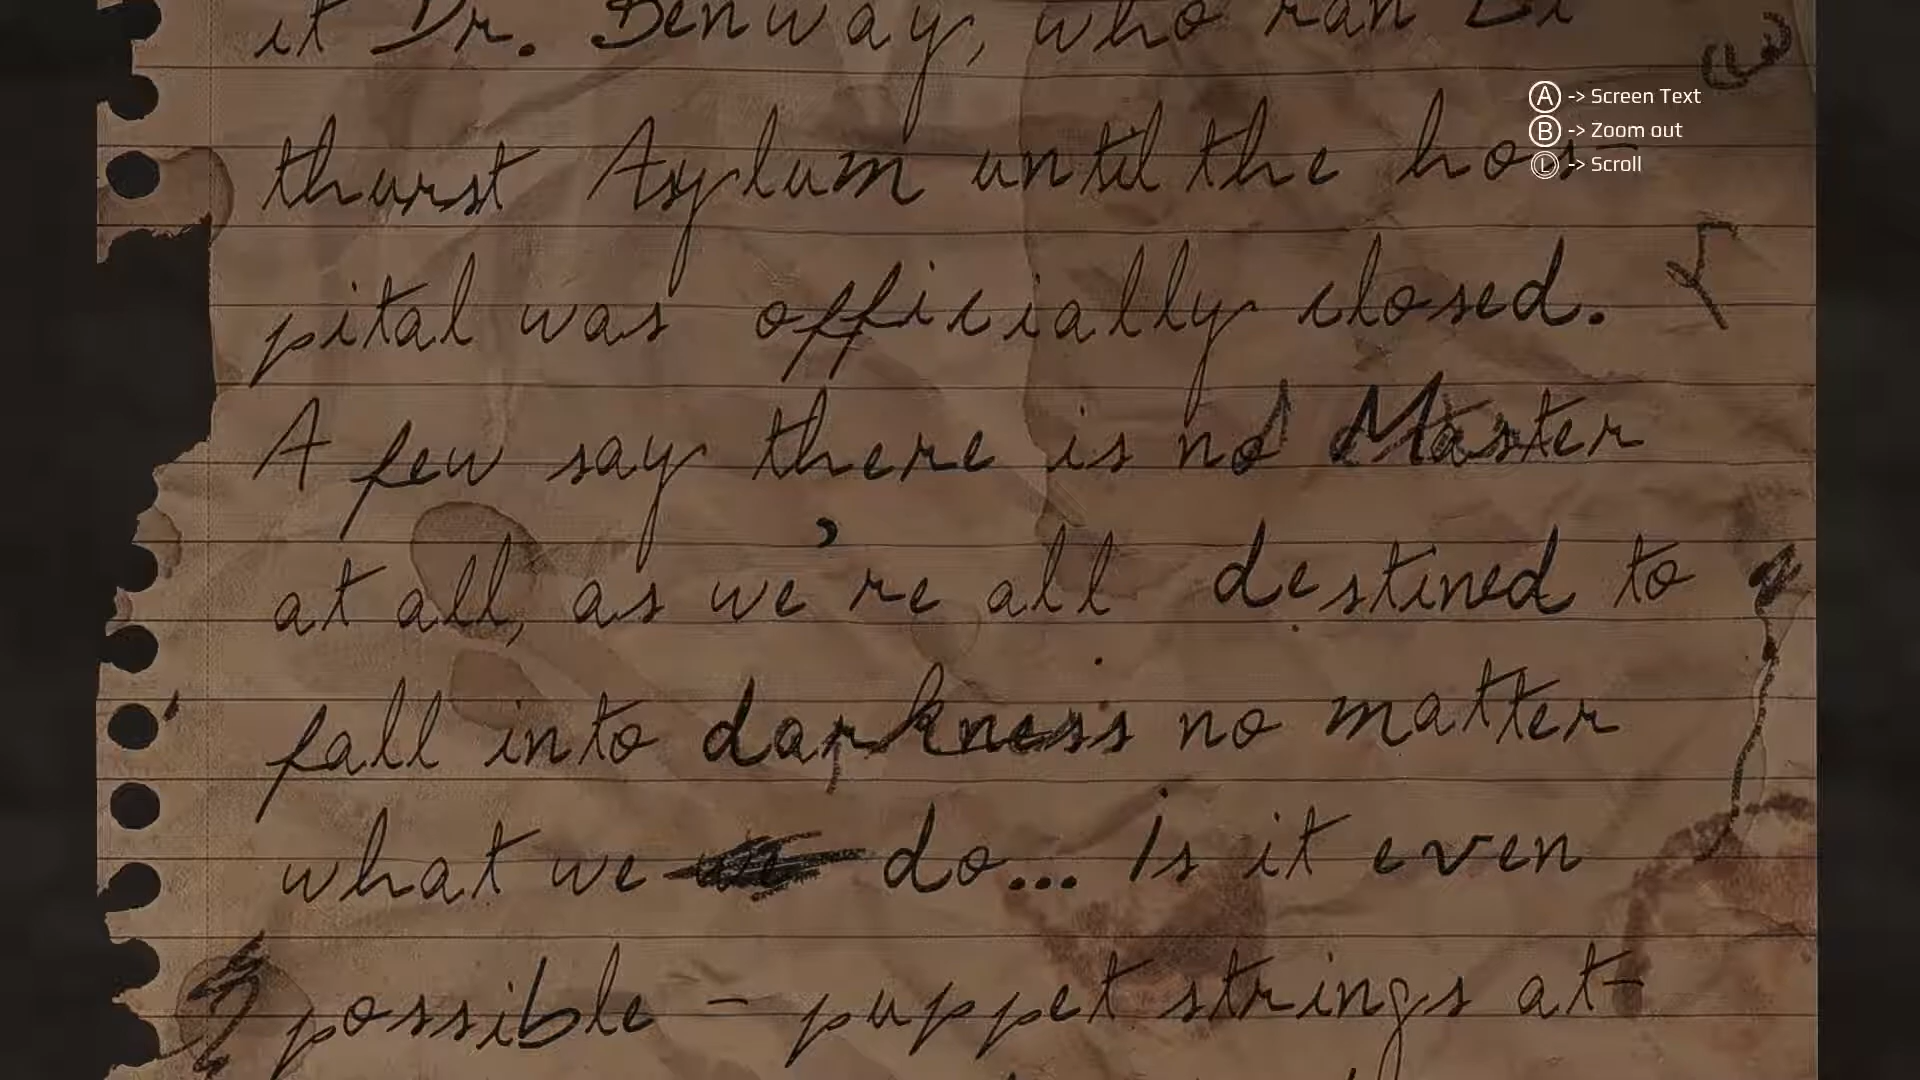 it Dr. Benway, who ran Li
thurst Asylum until the hos-
pital was officially closed.
A few say there is no Master
at all, as we're all destined to
fall into darkness no matter
what we do... Is it even
possible - puppet strings at-
A -> Screen Text
B -> Zoom out
L -> Scroll